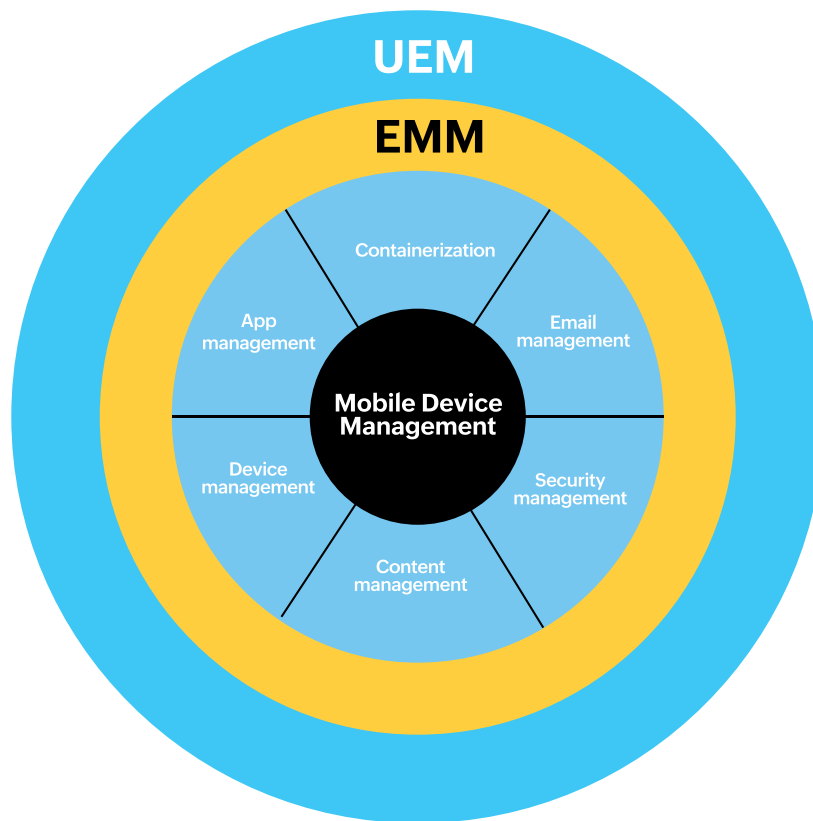 UEM
EMM
Containerization
App
management
Email
management
Mobile Device
Management
Device
management
Security
management
Content
management